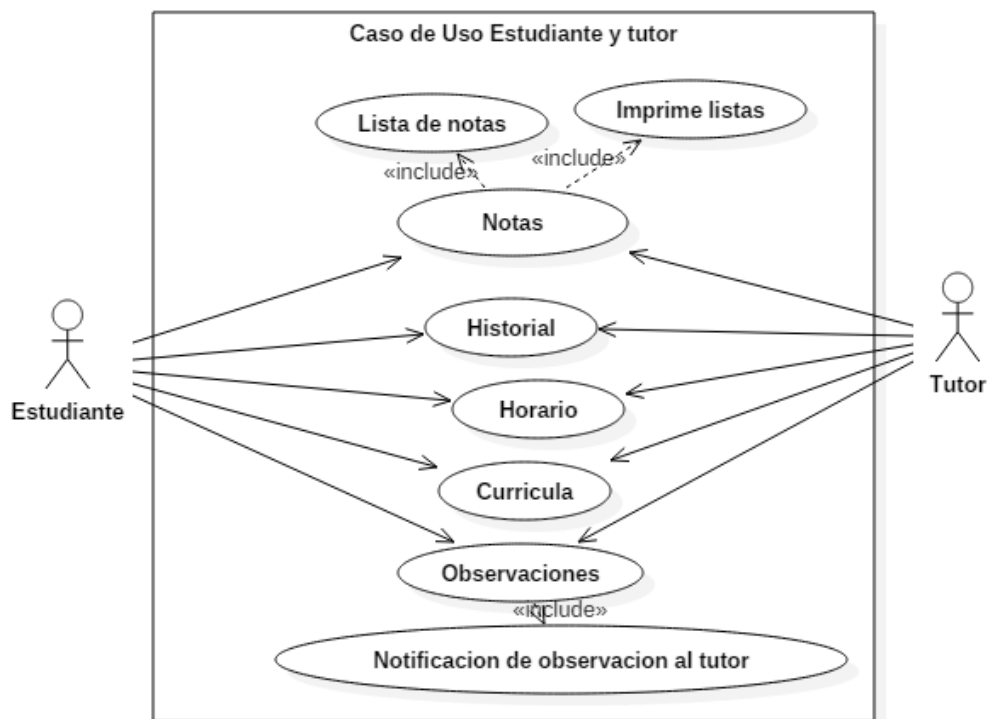 Caso de Uso Estudiante y tutor
Imprime listas
Lista de notas
«include»
«include»
Notas
Historial
Horario
Estudiante
Tutor
Curricula
Observaciones
«include»
Notificacion de observacion al tutor